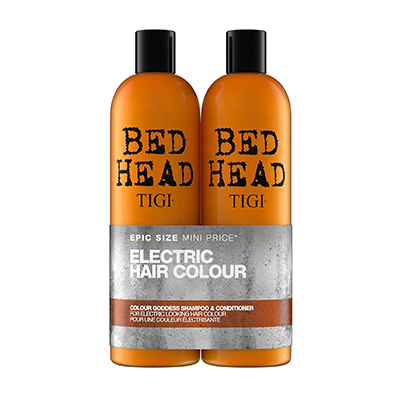 BED
HEAD
TIGI
BED
HEAD
TIGI
EPIC SIZE MINI PRICE*
ELECTRIC
HAIR COLOUR
COLOUR GODDESS SHAMPOO & CONDITIONER
FOR ELECTRIC LOOKING HAIR COLOUR
POUR UNE COULEUR ÉLECTRISANTE